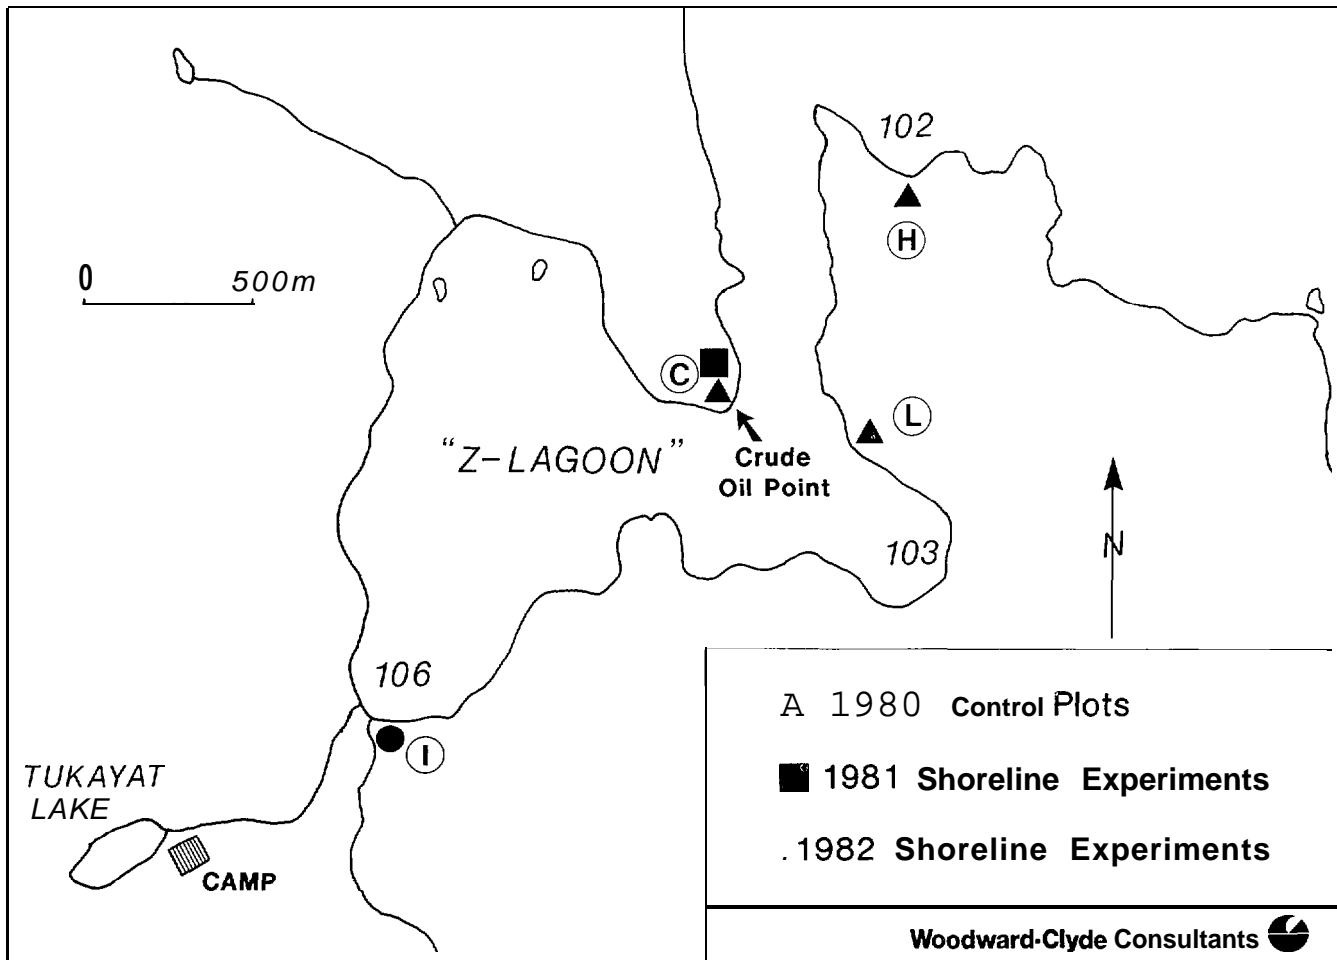 102
H
0 500m
C
L
"Z-LAGOON"
Crude
Oil Point
103
N
106
I
TUKAYAT
LAKE
CAMP
A 1980 Control Plots
1981 Shoreline Experiments
.1982 Shoreline Experiments
Woodward-Clyde Consultants